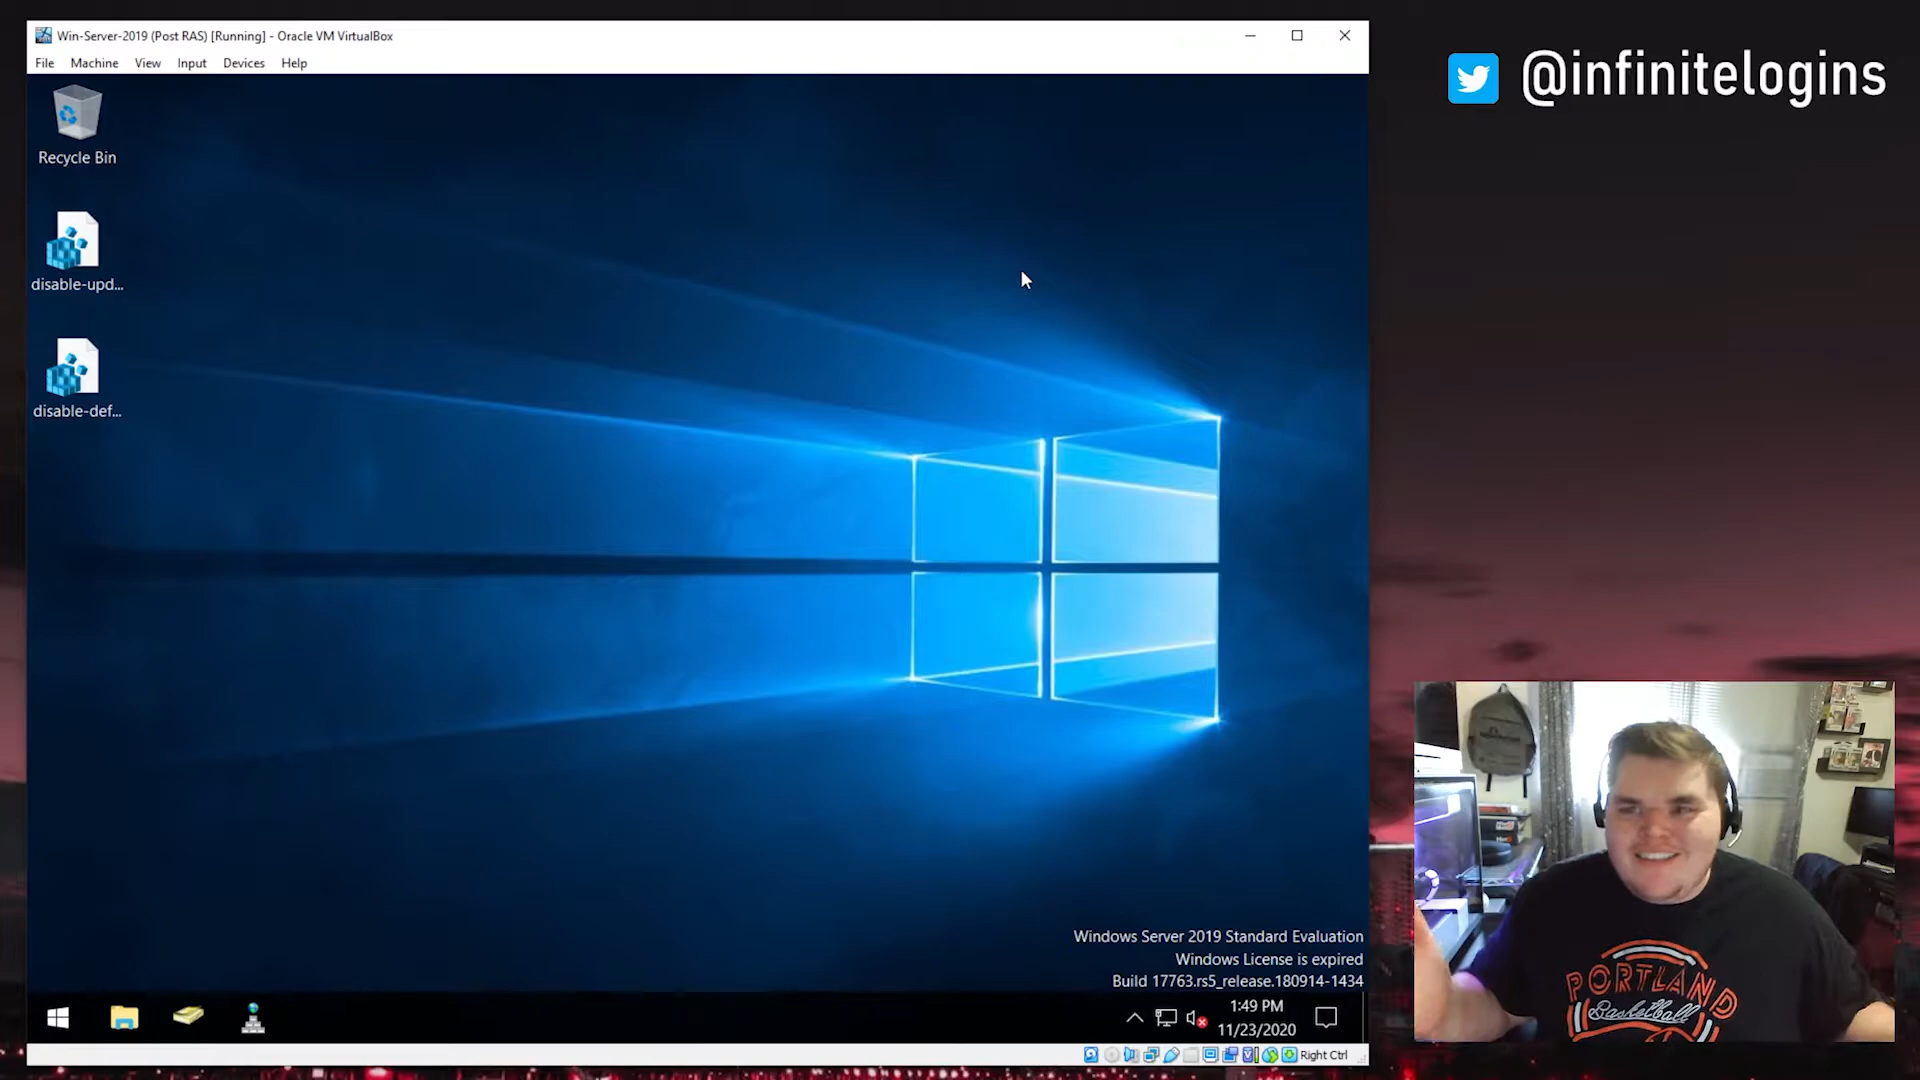 Win-Server-2019 (Post RAS) [Running] - Oracle VM VirtualBox
File Machine View Input Devices Help
@infinitelogins
Recycle Bin
disable-upd...
disable-def...
Windows Server 2019 Standard Evaluation
Windows License is expired
Build 17763.rs5_release.180914-1434
1:49 PM
11/23/2020
Right Ctrl
PORTLAND
Basketball